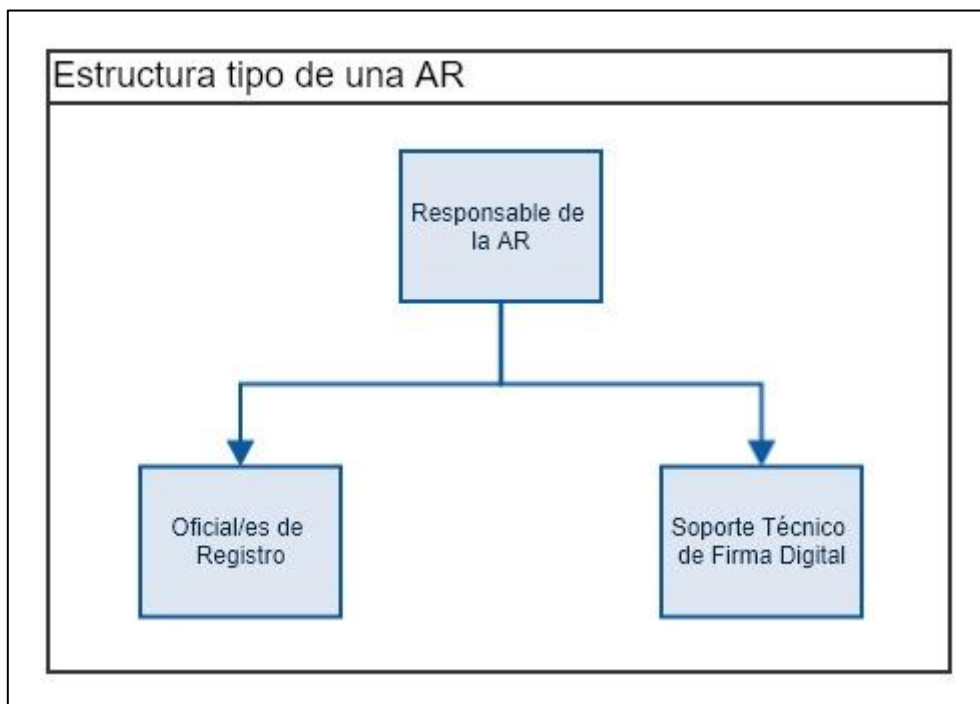 Estructura tipo de una AR
Responsable de
la AR
Oficial/es de
Registro
Soporte Técnico
de Firma Digital